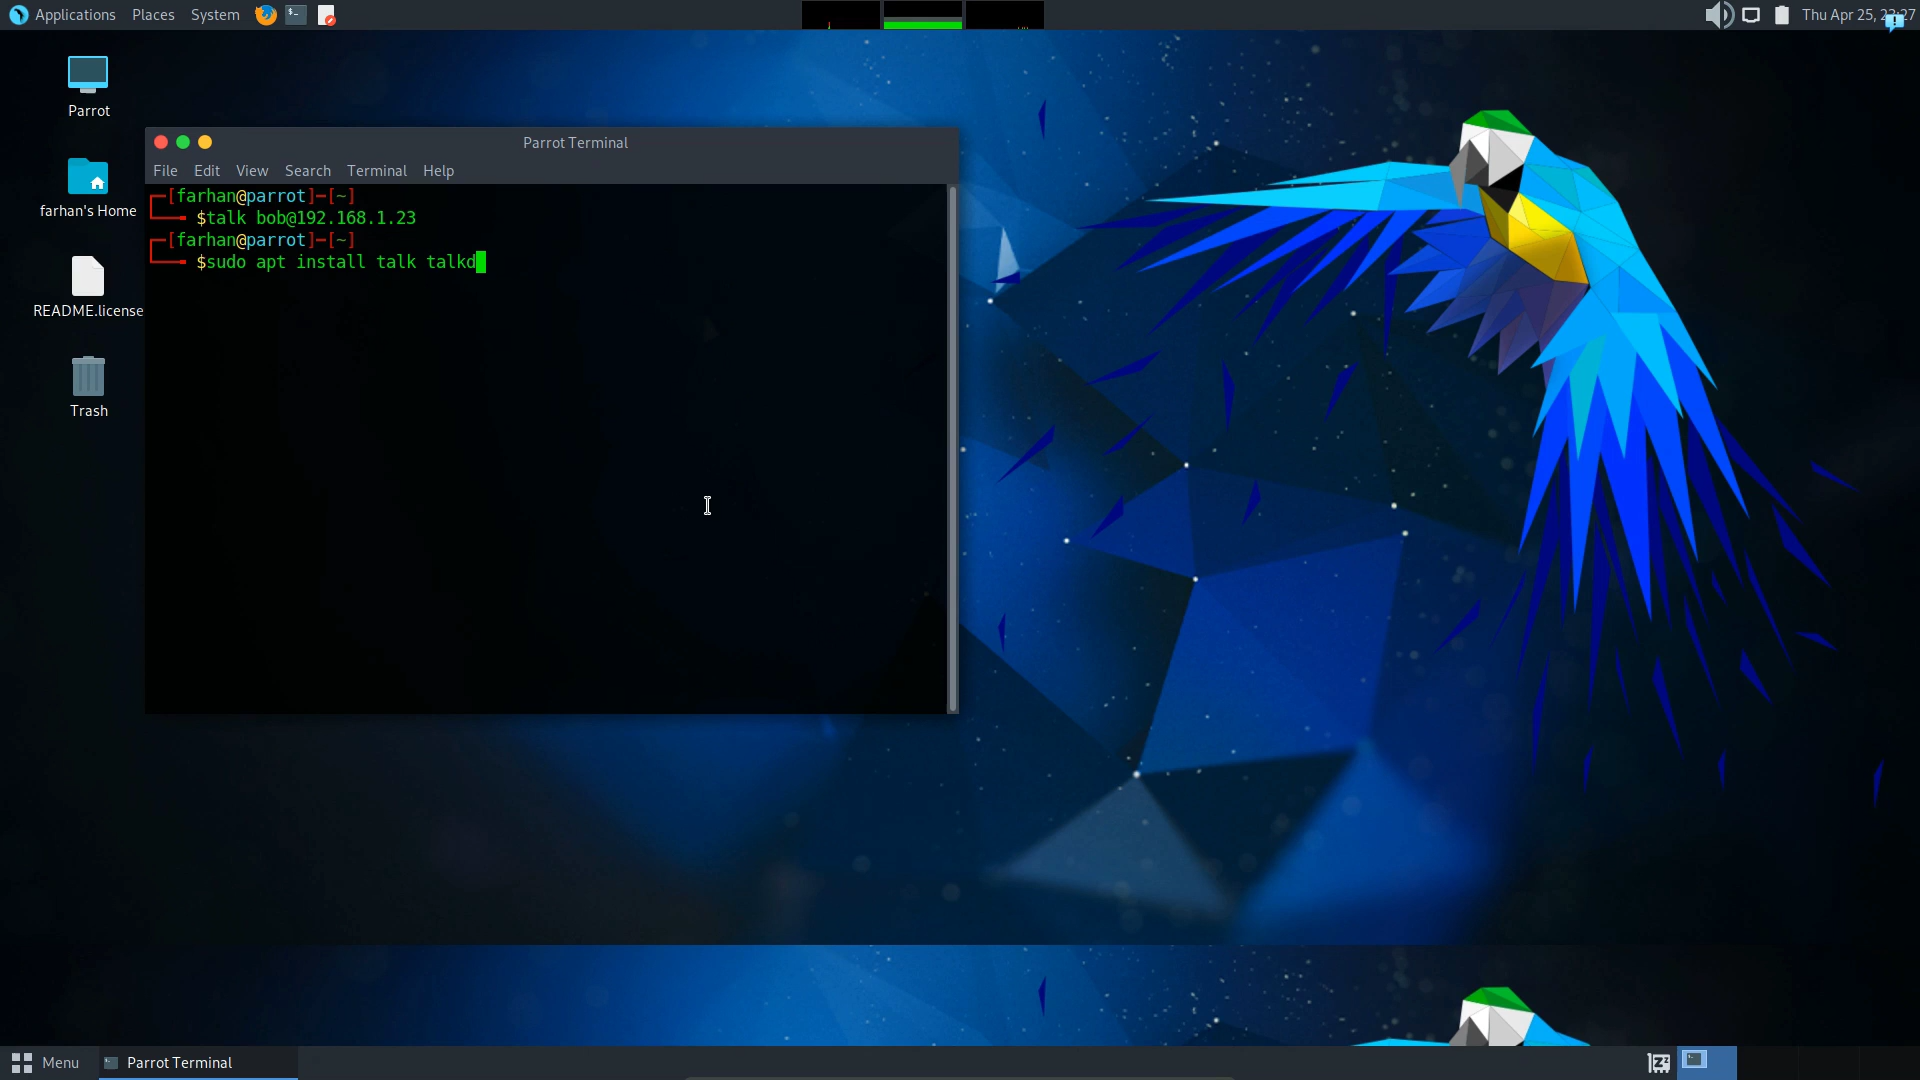 Applications Places System
Thu Apr 25, 27
Parrot
farhan's Home
README.license
Trash
Parrot Terminal
File Edit View Search Terminal Help
[farhan@parrot]-[~]
$talk bob@192.168.1.23
[farhan@parrot]-[~]
$sudo apt install talk talkd
Menu Parrot Terminal